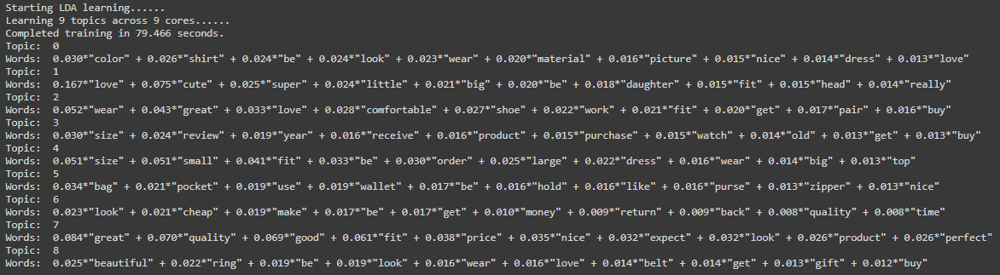 Starting LDA learning......
Learning 9 topics across 9 cores......
Completed training in 79.466 seconds.
Topic:  0
Words:  0.030*"color" + 0.026*"shirt" + 0.024*"be" + 0.024*"look" + 0.023*"wear" + 0.020*"material" + 0.016*"picture" + 0.015*"nice" + 0.014*"dress" + 0.013*"love"
Topic:  1
Words:  0.167*"love" + 0.075*"cute" + 0.025*"super" + 0.024*"little" + 0.021*"big" + 0.020*"be" + 0.018*"daughter" + 0.015*"fit" + 0.015*"head" + 0.014*"really"
Topic:  2
Words:  0.052*"wear" + 0.043*"great" + 0.033*"love" + 0.028*"comfortable" + 0.027*"shoe" + 0.022*"work" + 0.021*"fit" + 0.020*"get" + 0.017*"pair" + 0.016*"buy"
Topic:  3
Words:  0.030*"size" + 0.024*"review" + 0.019*"year" + 0.016*"receive" + 0.016*"product" + 0.015*"purchase" + 0.015*"watch" + 0.014*"old" + 0.013*"get" + 0.013*"buy"
Topic:  4
Words:  0.051*"size" + 0.051*"small" + 0.041*"fit" + 0.033*"be" + 0.030*"order" + 0.025*"large" + 0.022*"dress" + 0.016*"wear" + 0.014*"big" + 0.013*"top"
Topic:  5
Words:  0.034*"bag" + 0.021*"pocket" + 0.019*"use" + 0.019*"wallet" + 0.017*"be" + 0.016*"hold" + 0.016*"like" + 0.016*"purse" + 0.013*"zipper" + 0.013*"nice"
Topic:  6
Words:  0.023*"look" + 0.021*"cheap" + 0.019*"make" + 0.017*"be" + 0.017*"get" + 0.010*"money" + 0.009*"return" + 0.009*"back" + 0.008*"quality" + 0.008*"time"
Topic:  7
Words:  0.084*"great" + 0.070*"quality" + 0.069*"good" + 0.061*"fit" + 0.038*"price" + 0.035*"nice" + 0.032*"expect" + 0.032*"look" + 0.026*"product" + 0.026*"perfect"
Topic:  8
Words:  0.025*"beautiful" + 0.022*"ring" + 0.019*"be" + 0.019*"look" + 0.016*"wear" + 0.016*"love" + 0.014*"belt" + 0.014*"get" + 0.013*"gift" + 0.012*"buy"